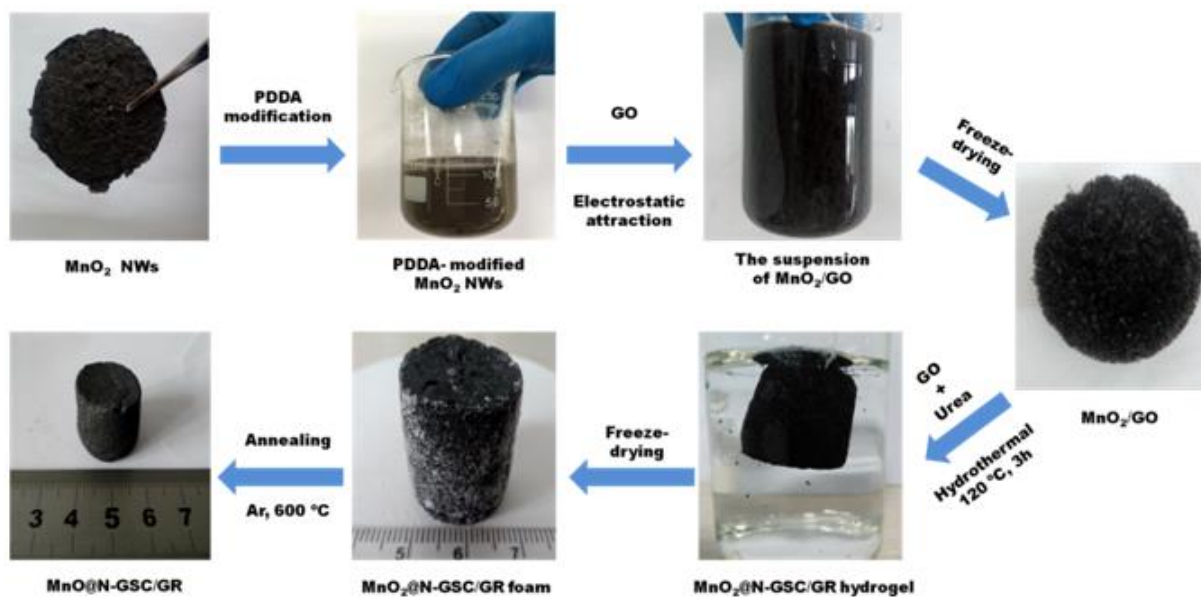 PDDA
modification
GO
Electrostatic
attraction
Freeze-
drying
100
50
MnO₂ NWs
PDDA- modified
MnO₂ NWs
The suspension
of MnO₂/GO
MnO₂/GO
GO
+
Urea
Hydrothermal
120 °C, 3h
Freeze-
drying
Annealing
Ar, 600 °C
3 4 5 6 7
5 6 7
MnO@N-GSC/GR
MnO₂@N-GSC/GR foam
MnO₂@N-GSC/GR hydrogel